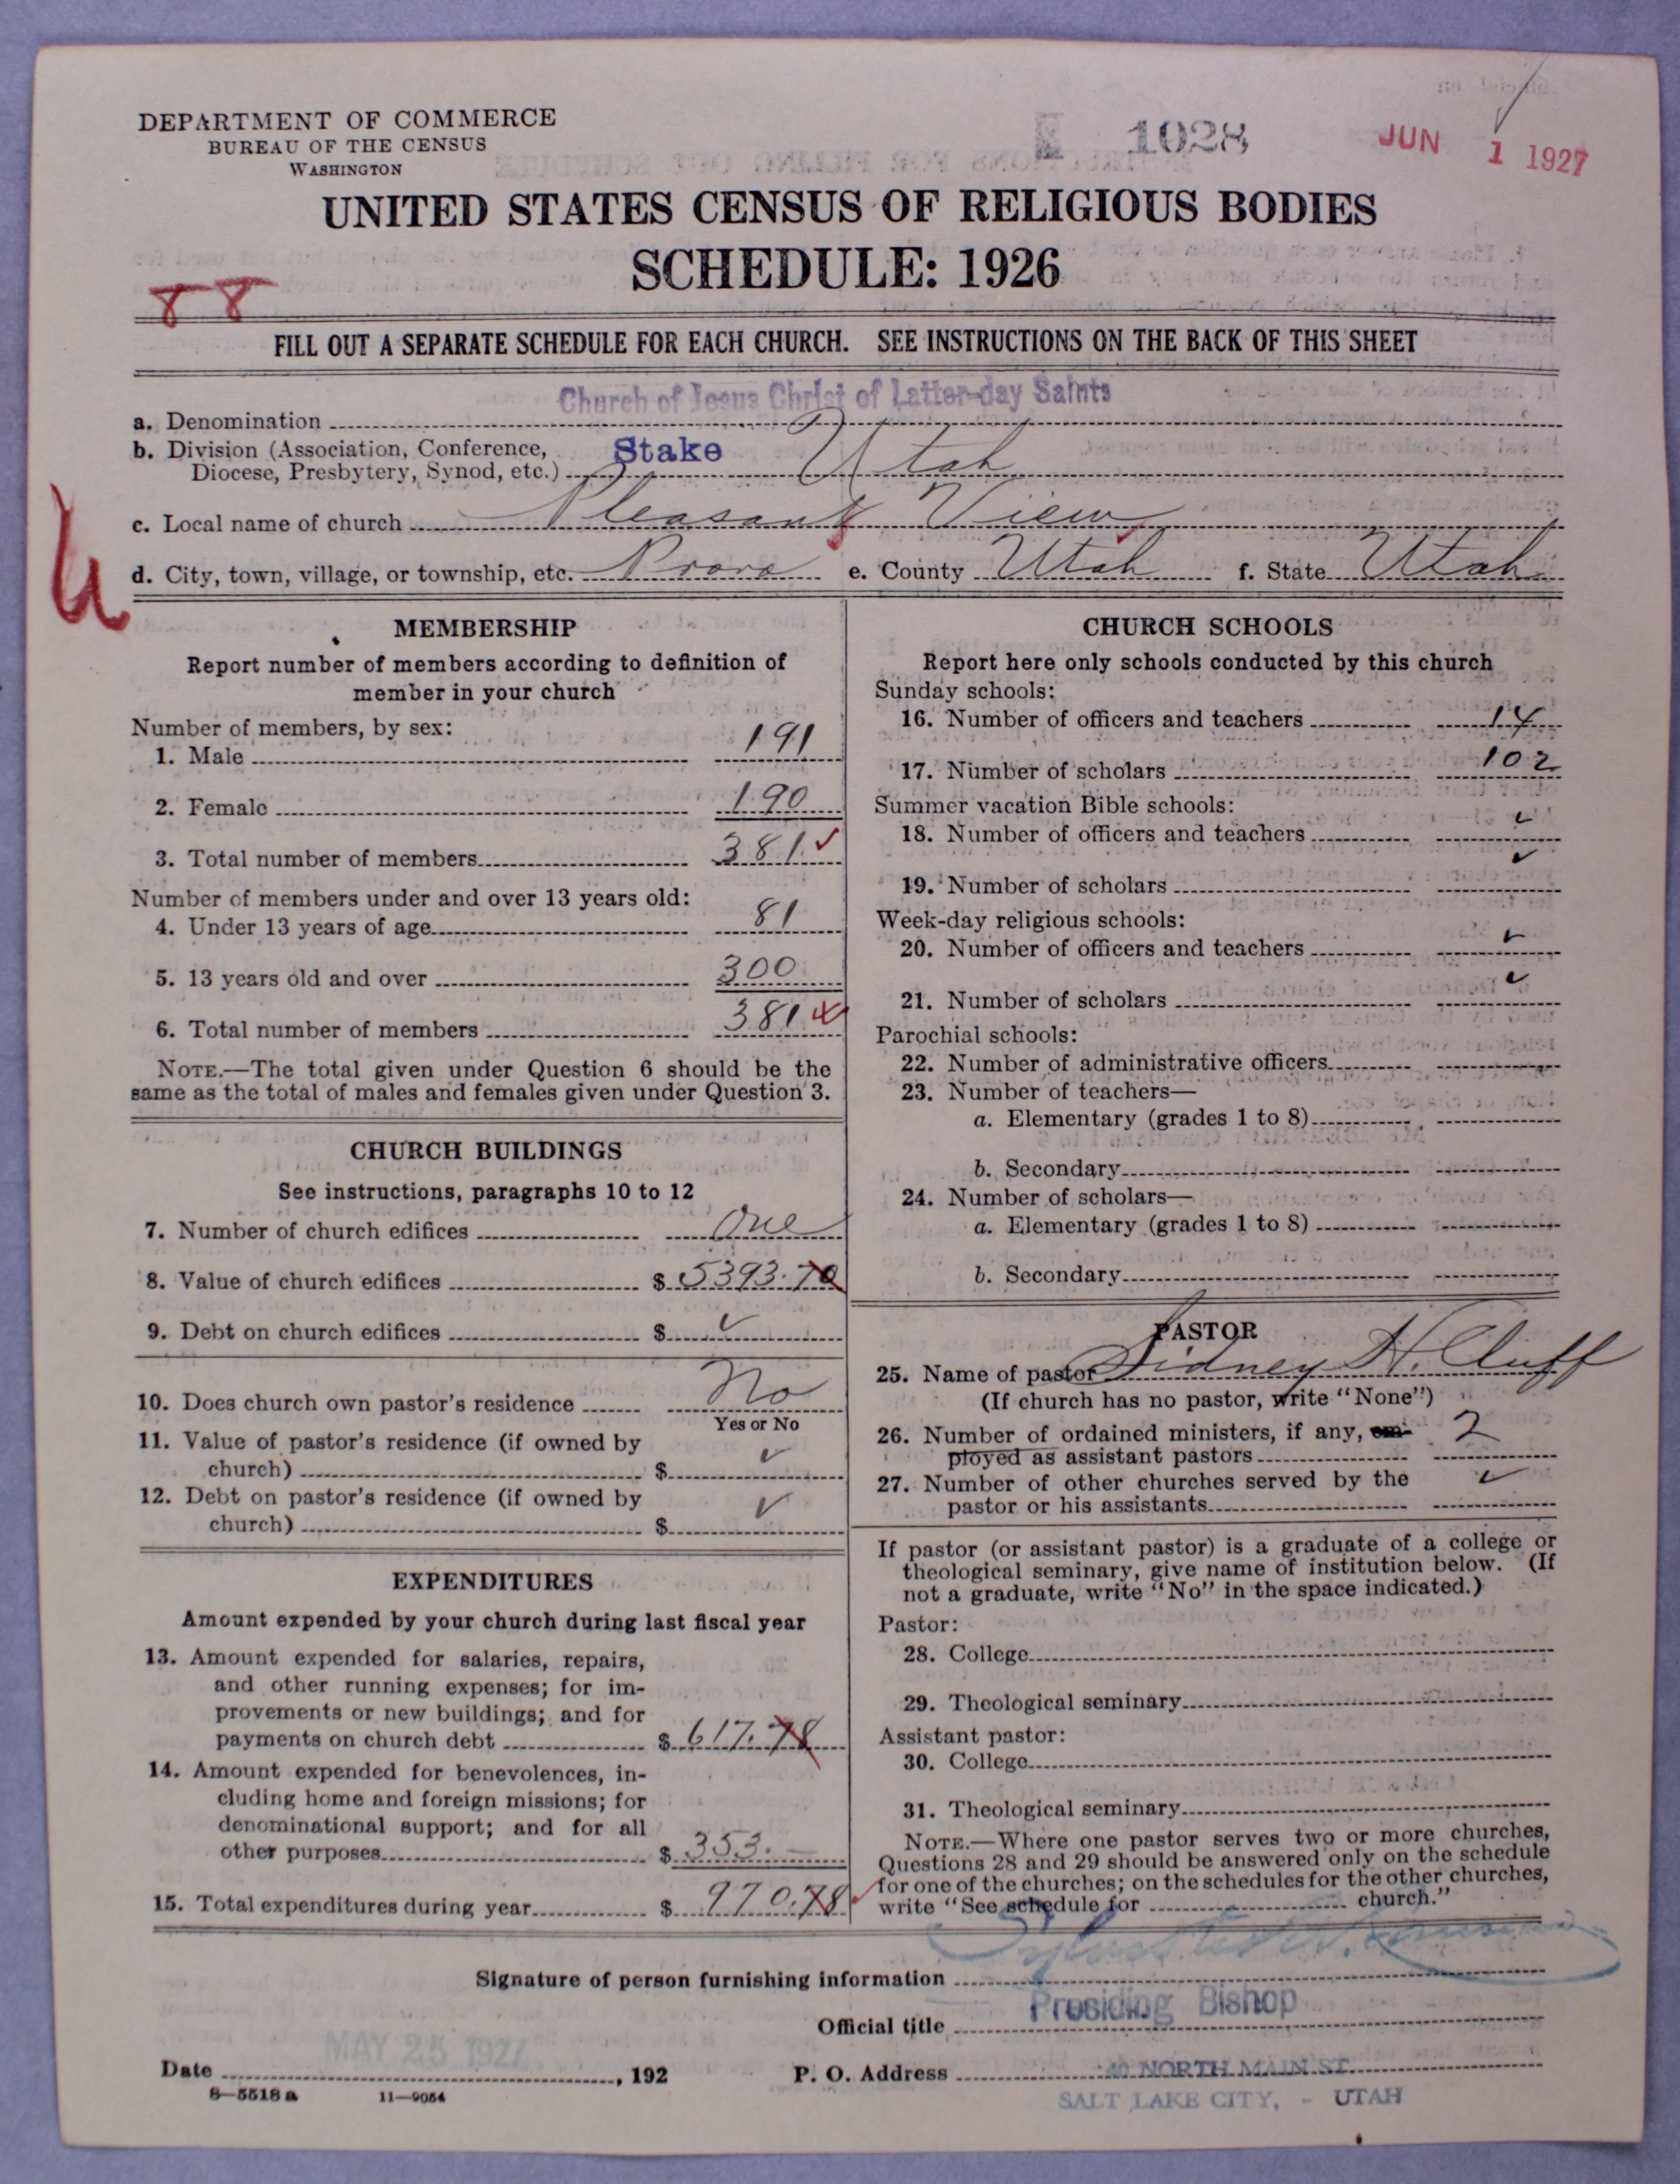 DEPARTMENT OF COMMERCE
BUREAU OF THE CENSUS
WASHINGTON
1028
JUN 1 1927
UNITED STATES CENSUS OF RELIGIOUS BODIES
SCHEDULE: 1926
88
FILL OUT A SEPARATE SCHEDULE FOR EACH CHURCH. SEE INSTRUCTIONS ON THE BACK OF THIS SHEET
Church of Jesus Christ of Latter-day Saints
a. Denomination
b. Division (Association, Conference, Stake Utah
Diocese, Presbytery, Synod, etc.)
c. Local name of church Pleasant View
d. City, town, village, or township, etc. Provo e. County Utah f. State Utah
MEMBERSHIP
Report number of members according to definition of
member in your church
Number of members, by sex:
1. Male 191
2. Female 190
3. Total number of members 381
Number of members under and over 13 years old:
4. Under 13 years of age 81
5. 13 years old and over 300
6. Total number of members 381
NOTE.—The total given under Question 6 should be the
same as the total of males and females given under Question 3.
CHURCH BUILDINGS
See instructions, paragraphs 10 to 12
7. Number of church edifices One
8. Value of church edifices $ 5393.70
9. Debt on church edifices $ ✓
10. Does church own pastor's residence No
Yes or No
11. Value of pastor's residence (if owned by
church) $ ✓
12. Debt on pastor's residence (if owned by
church) $ ✓
EXPENDITURES
Amount expended by your church during last fiscal year
13. Amount expended for salaries, repairs,
and other running expenses; for im-
provements or new buildings; and for
payments on church debt $ 617.78
14. Amount expended for benevolences, in-
cluding home and foreign missions; for
denominational support; and for all
other purposes $ 353.—
15. Total expenditures during year $ 970.78
CHURCH SCHOOLS
Report here only schools conducted by this church
Sunday schools:
16. Number of officers and teachers 14
17. Number of scholars 102
Summer vacation Bible schools:
18. Number of officers and teachers ✓
19. Number of scholars ✓
Week-day religious schools:
20. Number of officers and teachers ✓
21. Number of scholars ✓
Parochial schools:
22. Number of administrative officers
23. Number of teachers—
a. Elementary (grades 1 to 8)
b. Secondary
24. Number of scholars—
a. Elementary (grades 1 to 8)
b. Secondary
PASTOR
25. Name of pastor Sidney H. Cluff
(If church has no pastor, write "None")
26. Number of ordained ministers, if any, em-
ployed as assistant pastors 2
27. Number of other churches served by the
pastor or his assistants ✓
If pastor (or assistant pastor) is a graduate of a college or
theological seminary, give name of institution below. (If
not a graduate, write "No" in the space indicated.)
Pastor:
28. College
29. Theological seminary
Assistant pastor:
30. College
31. Theological seminary
NOTE.—Where one pastor serves two or more churches,
Questions 28 and 29 should be answered only on the schedule
for one of the churches; on the schedules for the other churches,
write "See schedule for church."
Signature of person furnishing information
Official title Presiding Bishop
MAY 25 1927
Date , 192 P. O. Address 40 NORTH MAIN ST.
8—5518 a 11—9054
SALT LAKE CITY, - UTAH